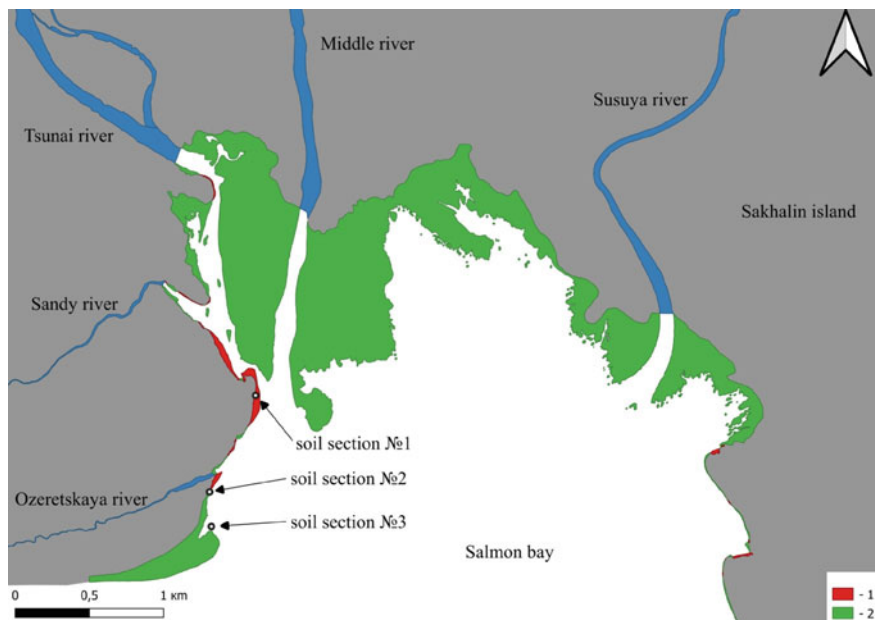 Middle river
Susuya river
Tsunai river
Sakhalin island
Sandy river
soil section №1
soil section №2
Ozeretskaya river
soil section №3
Salmon bay
0 0,5 1 км
- 1
- 2